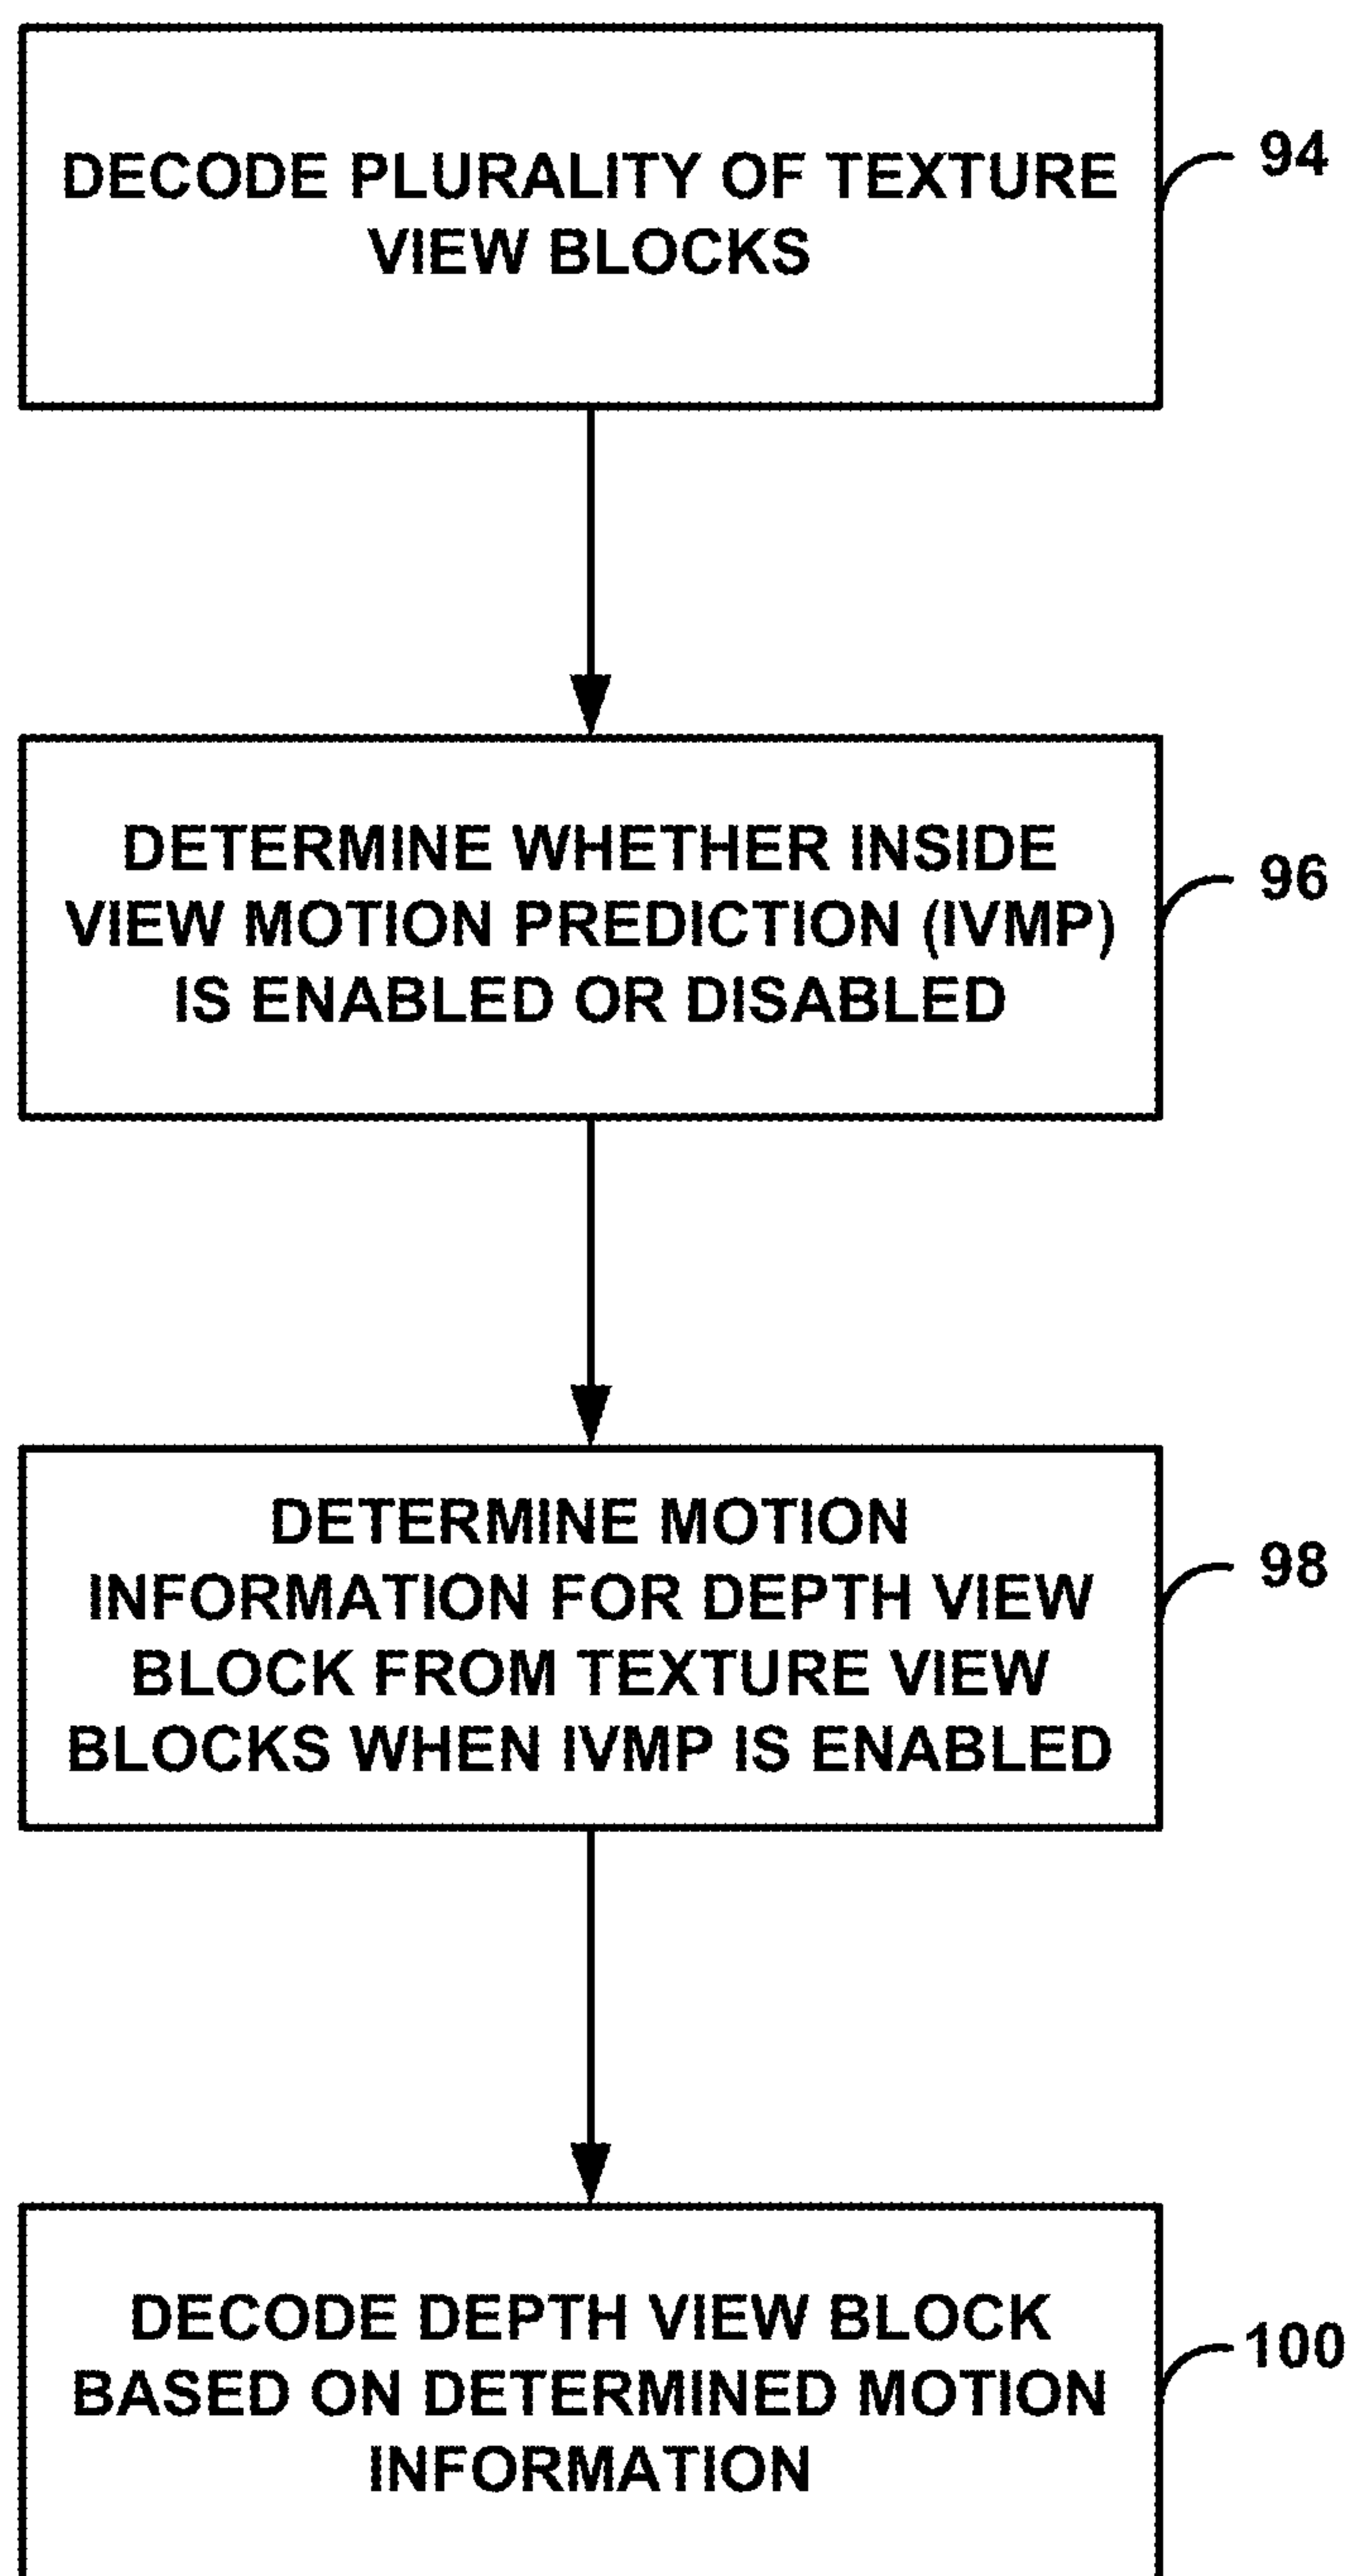 DECODE PLURALITY OF TEXTURE
VIEW BLOCKS
94
DETERMINE WHETHER INSIDE
VIEW MOTION PREDICTION (IVMP)
IS ENABLED OR DISABLED
96
DETERMINE MOTION
INFORMATION FOR DEPTH VIEW
BLOCK FROM TEXTURE VIEW
BLOCKS WHEN IVMP IS ENABLED
98
DECODE DEPTH VIEW BLOCK
BASED ON DETERMINED MOTION
INFORMATION
100